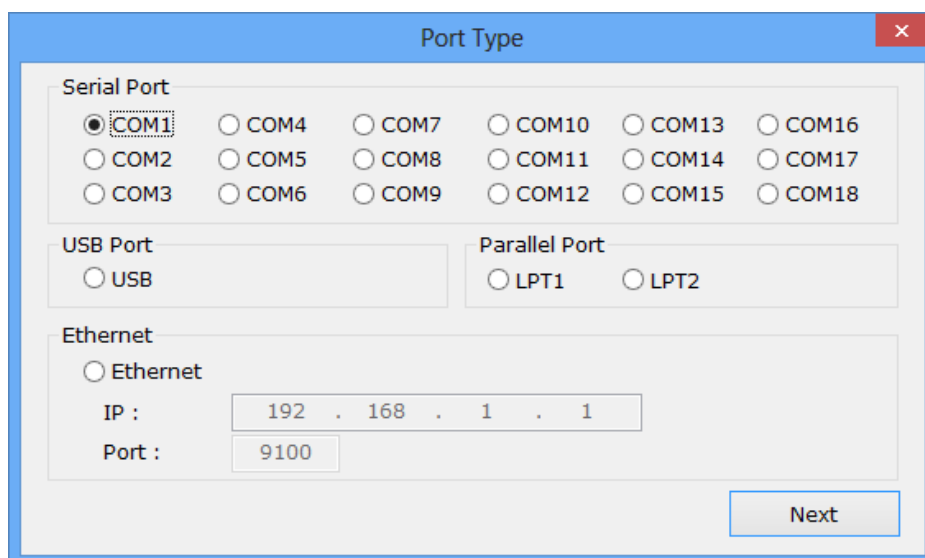 Port Type
Serial Port
COM1 COM4 COM7 COM10 COM13 COM16
COM2 COM5 COM8 COM11 COM14 COM17
COM3 COM6 COM9 COM12 COM15 COM18
USB Port
USB
Parallel Port
LPT1 LPT2
Ethernet
Ethernet
IP : 192 . 168 . 1 . 1
Port : 9100
Next